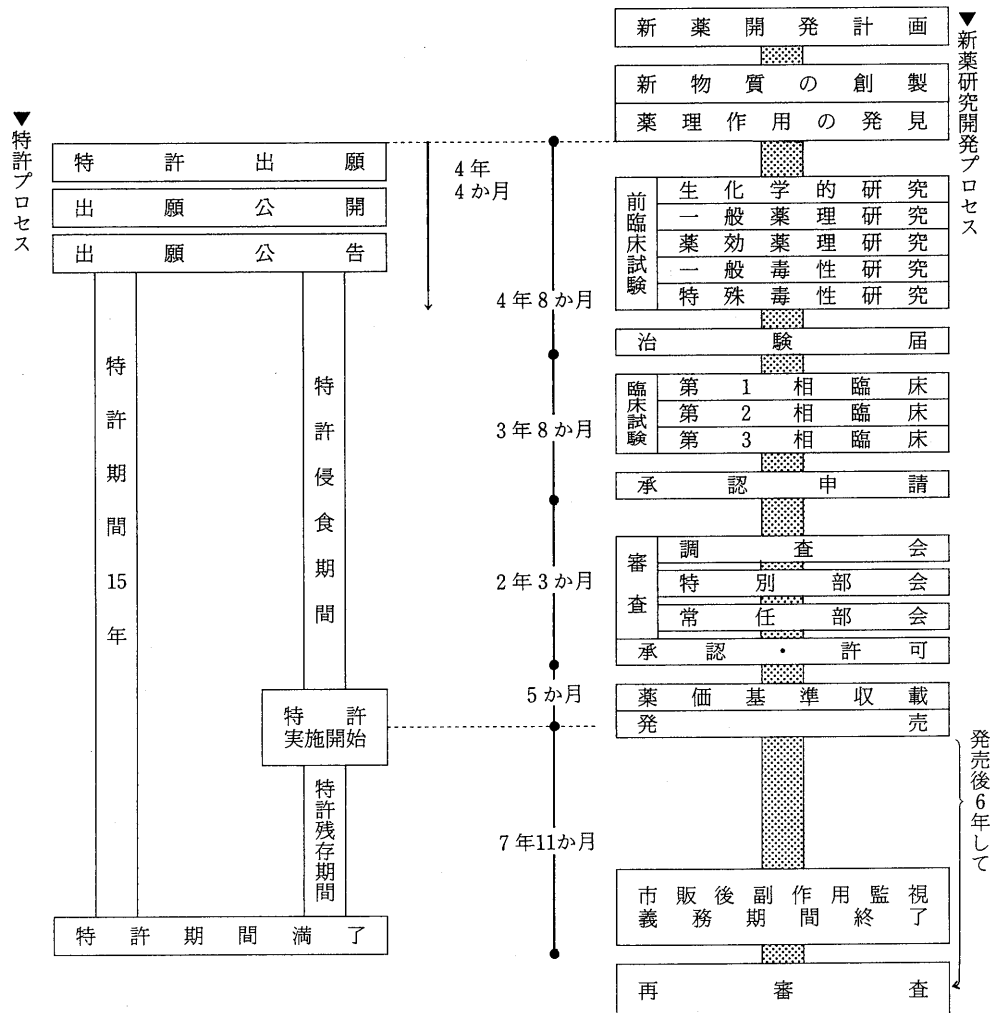 ▼特許プロセス
特許出願
出願公開
出願公告
特許期間15年
特許侵食期間
特許
実施開始
特許残存期間
特許期間満了
4年
4か月
4年8か月
3年8か月
2年3か月
5か月
7年11か月
▼新薬研究開発プロセス
新薬開発計画
新物質の創製
薬理作用の発見
前臨床試験
生化学的研究
一般薬理研究
薬効薬理研究
一般毒性研究
特殊毒性研究
治験届
臨床試験
第1相臨床
第2相臨床
第3相臨床
承認申請
審査
調査会
特別部会
常任部会
承認・許可
薬価基準収載
発売
発売後6年して
市販後副作用監視
義務期間終了
再審査